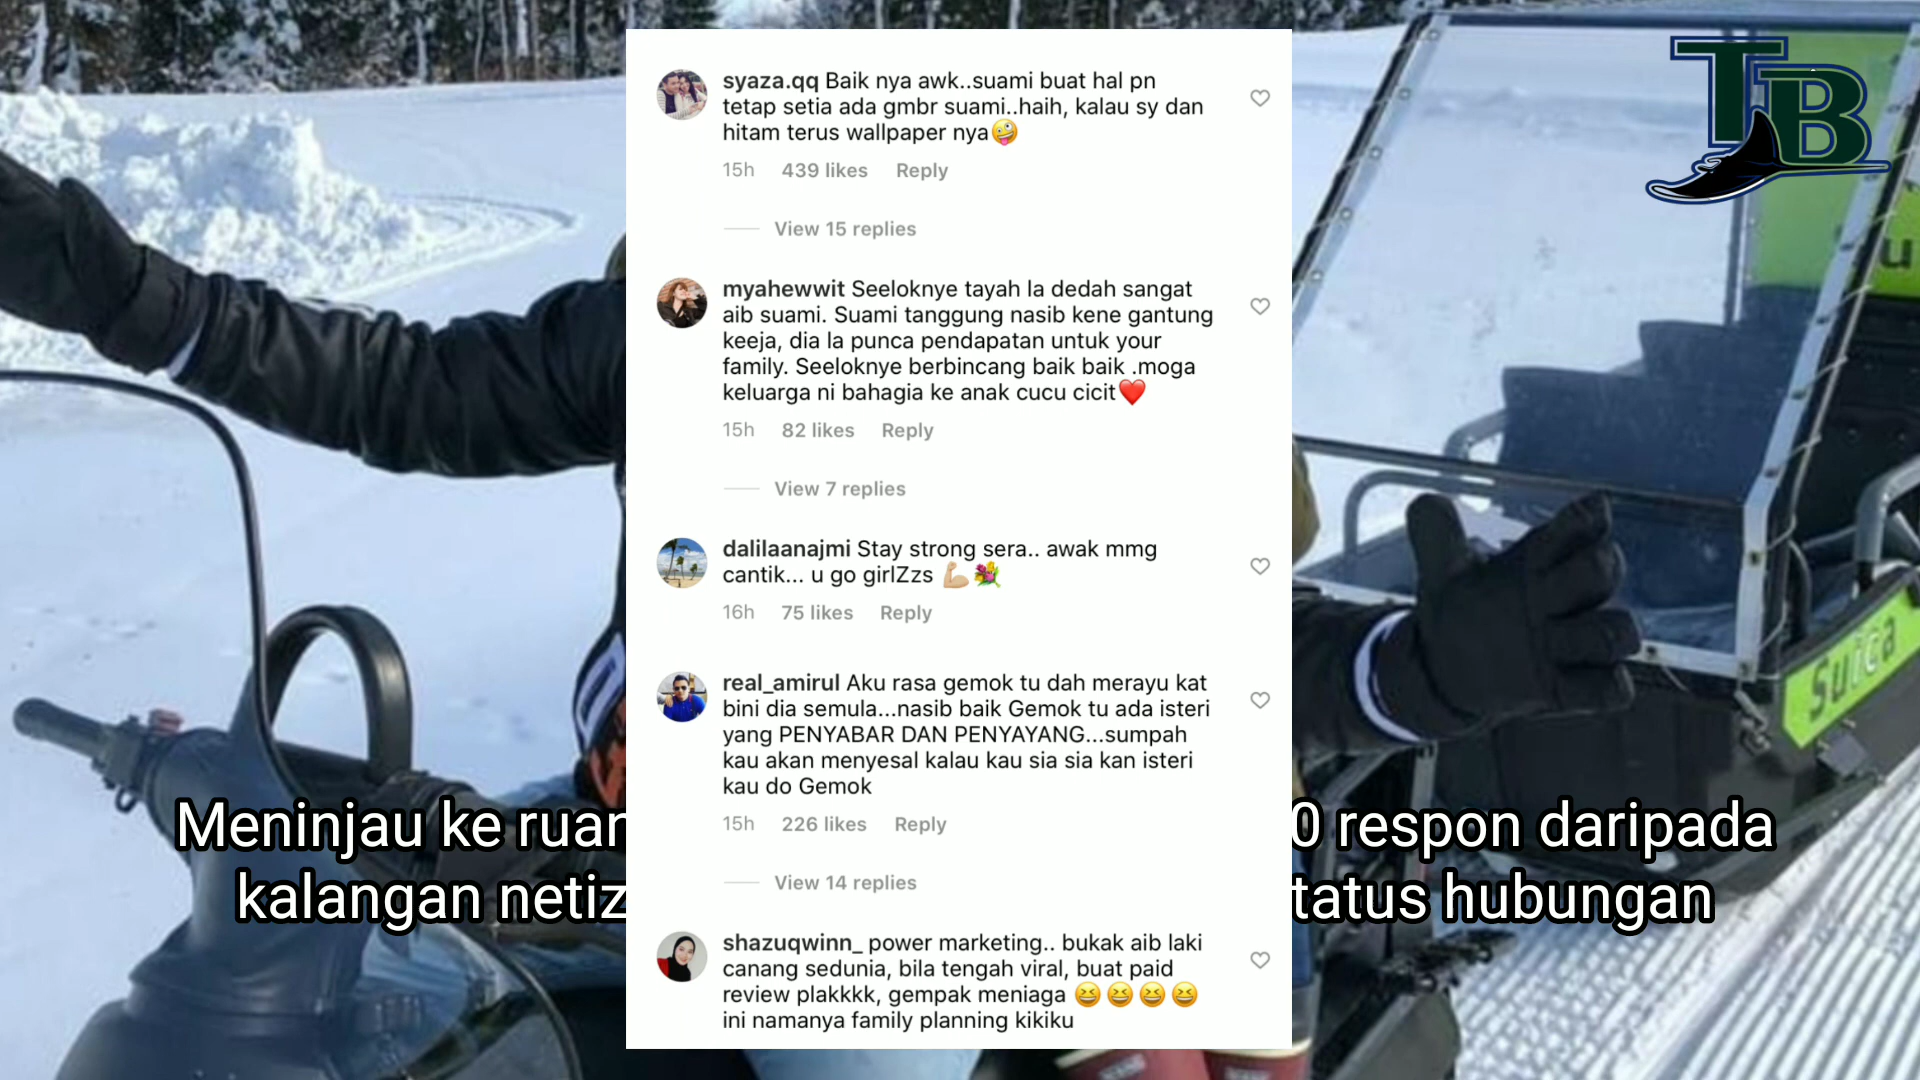 TB
syaza.qq Baik nya awk..suami buat hal pn
tetap setia ada gmbr suami..haih, kalau sy dan
hitam terus wallpaper nya🤪
15h 439 likes Reply
View 15 replies
myahewwit Seeloknye tayah la dedah sangat
aib suami. Suami tanggung nasib kene gantung
keeja, dia la punca pendapatan untuk your
family. Seeloknye berbincang baik baik .moga
keluarga ni bahagia ke anak cucu cicit❤️
15h 82 likes Reply
View 7 replies
dalilaanajmi Stay strong sera.. awak mmg
cantik... u go girlZzs 💪🏼💐
16h 75 likes Reply
real_amirul Aku rasa gemok tu dah merayu kat
bini dia semula...nasib baik Gemok tu ada isteri
yang PENYABAR DAN PENYAYANG...sumpah
kau akan menyesal kalau kau sia sia kan isteri
kau do Gemok
15h 226 likes Reply
View 14 replies
shazuqwinn_ power marketing.. bukak aib laki
canang sedunia, bila tengah viral, buat paid
review plakkkk, gempak meniaga 😆😆😆😆
ini namanya family planning kikiku
Suica
Meninjau ke ruan 0 respon daripada
kalangan netiz tatus hubungan